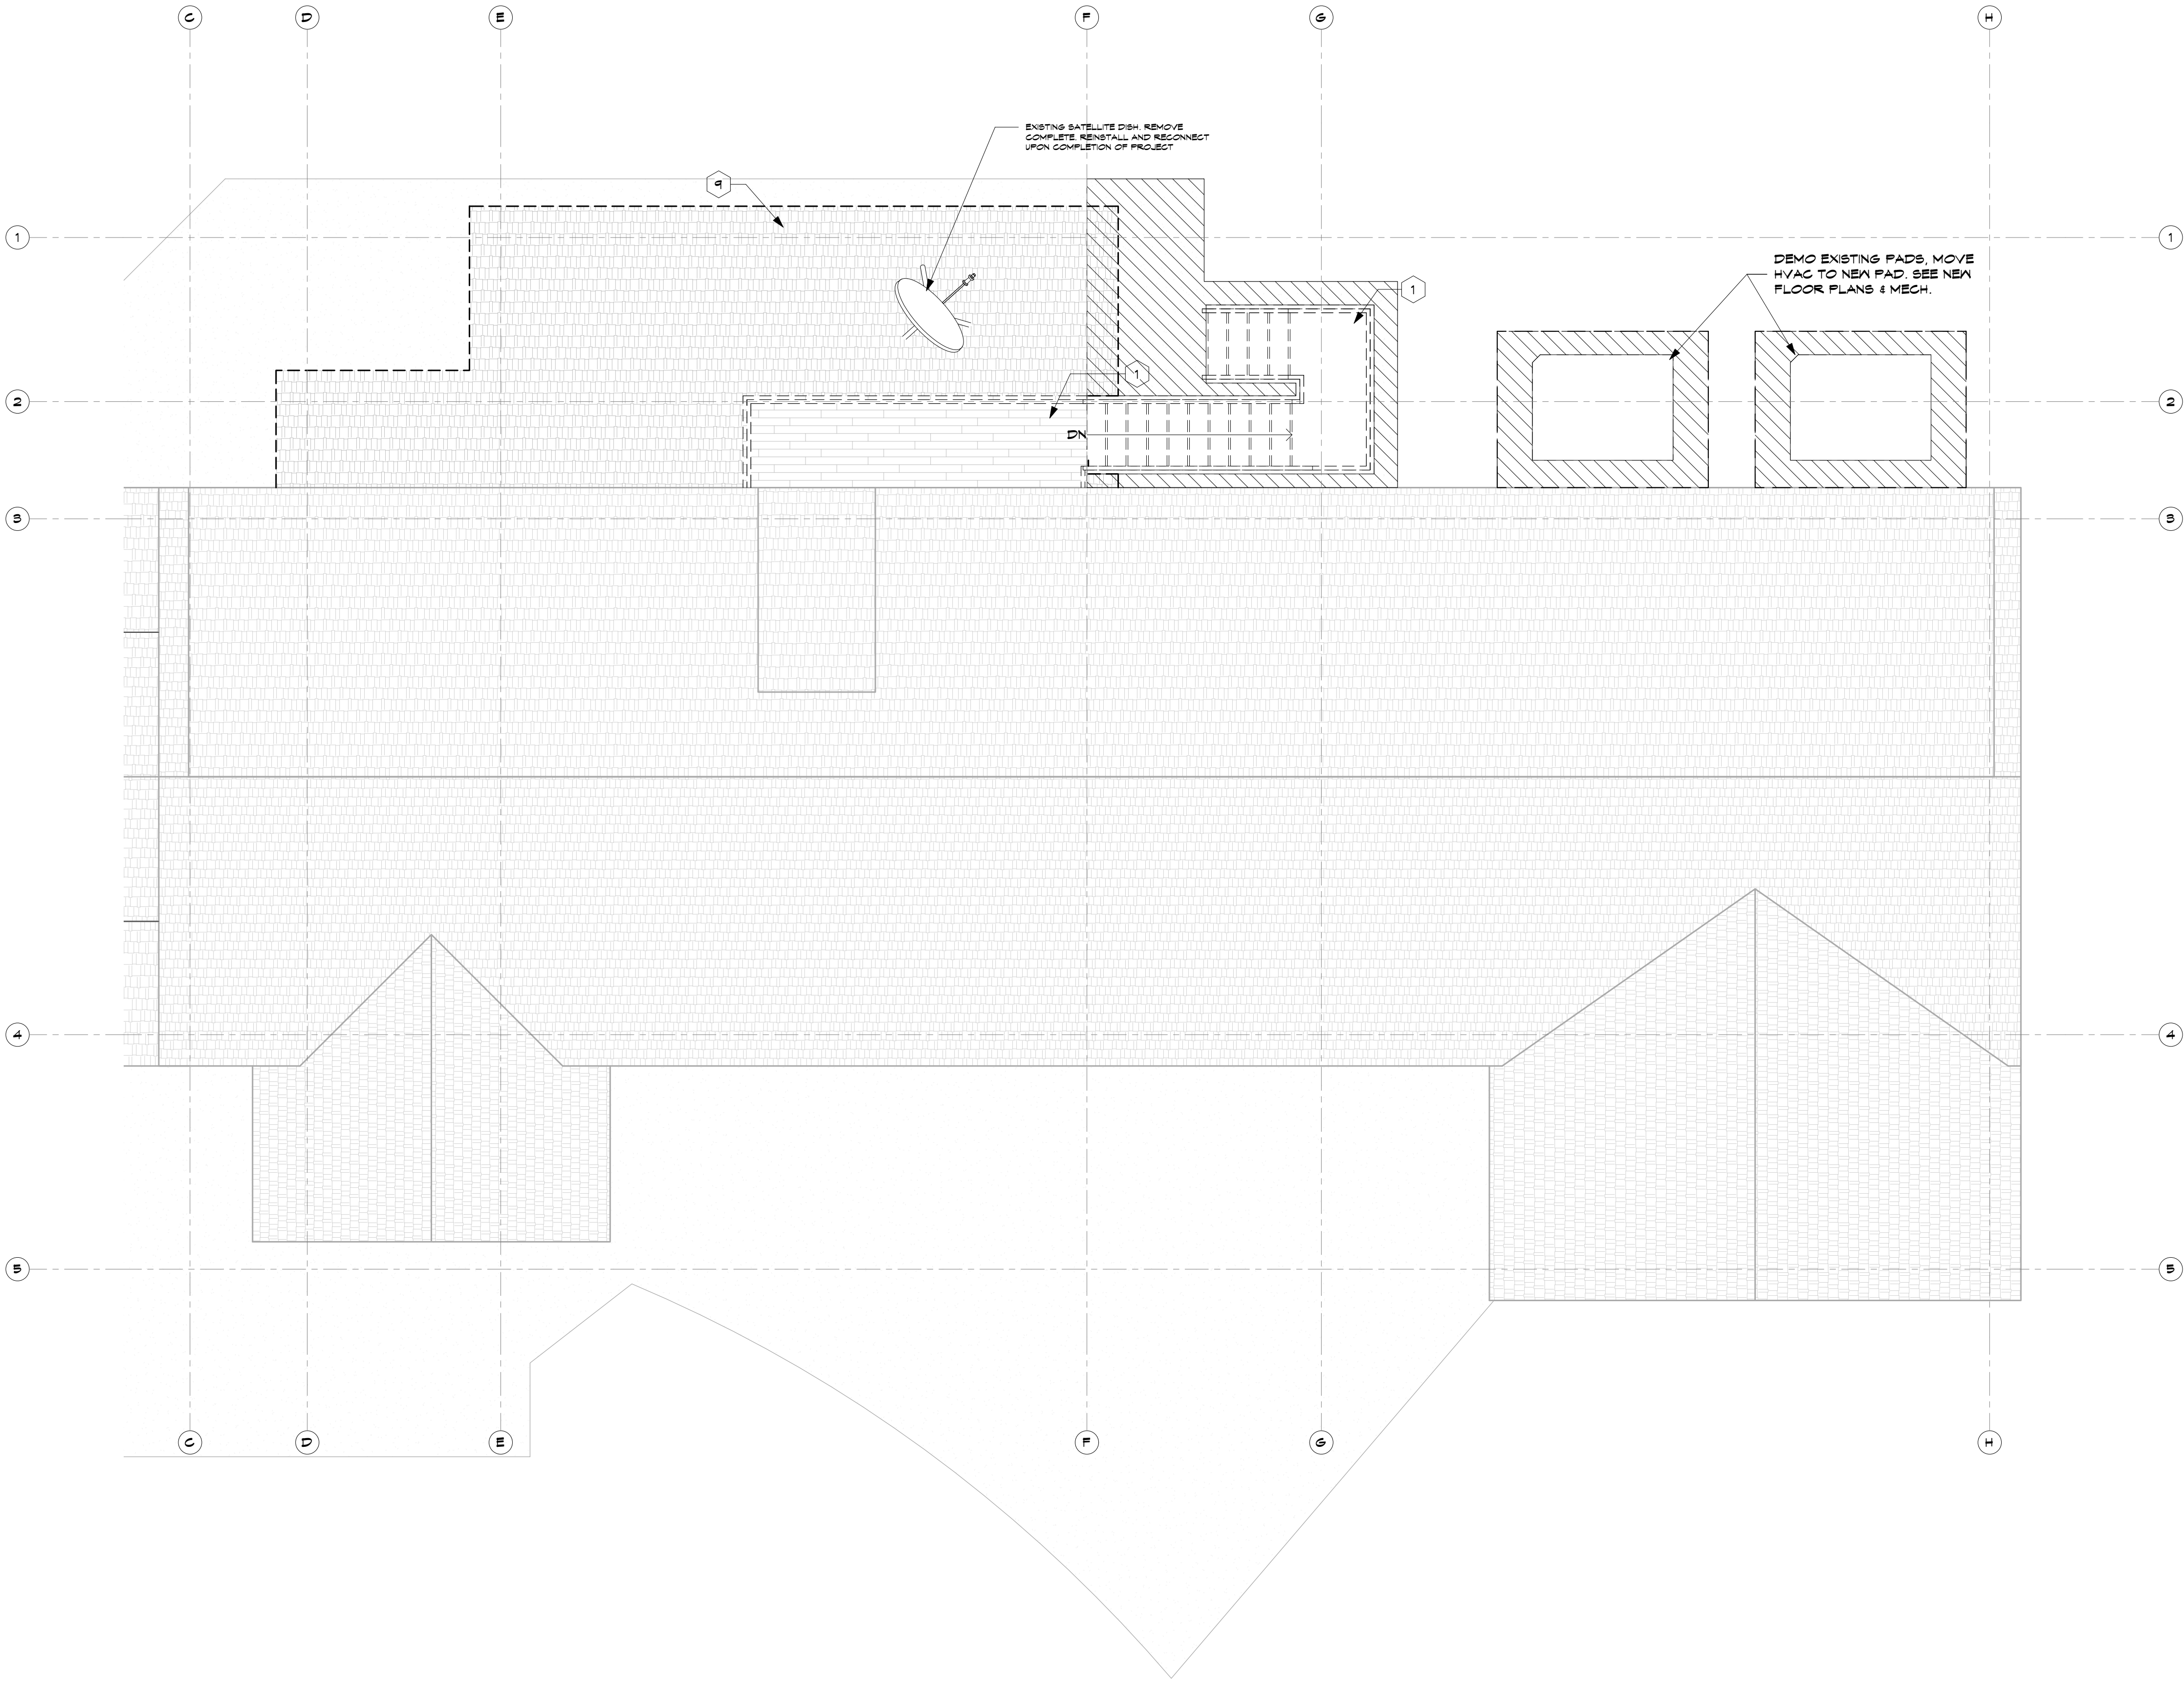 C D E F G H
EXISTING SATELLITE DISH. REMOVE
COMPLETE. REINSTALL AND RECONNECT
UPON COMPLETION OF PROJECT
9
1 1
DEMO EXISTING PADS, MOVE
HVAC TO NEW PAD. SEE NEW
FLOOR PLANS & MECH.
1
1
2 2
DN
3 3
4 4
5 5
C D E F G H